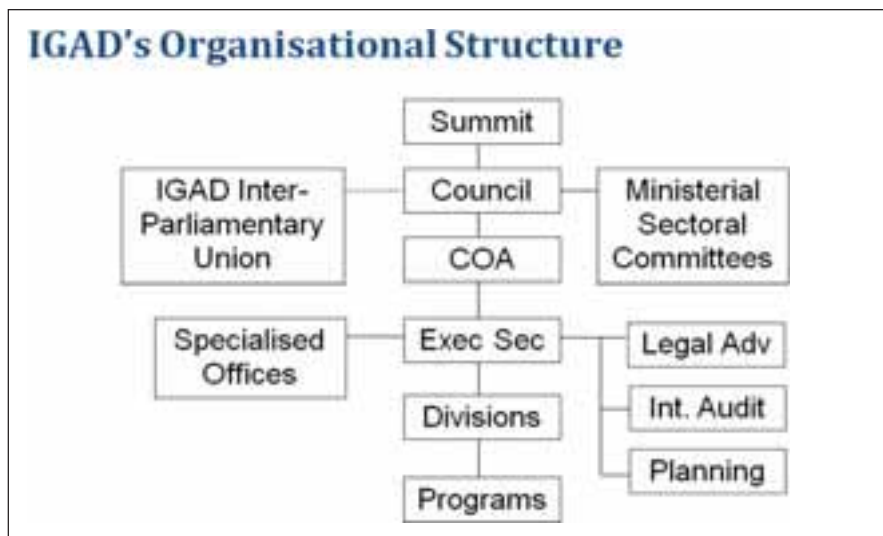 IGAD's Organisational Structure
Summit
IGAD Inter-
Parliamentary
Union
Council
Ministerial
Sectoral
Committees
COA
Specialised
Offices
Exec Sec
Legal Adv
Divisions
Int. Audit
Programs
Planning